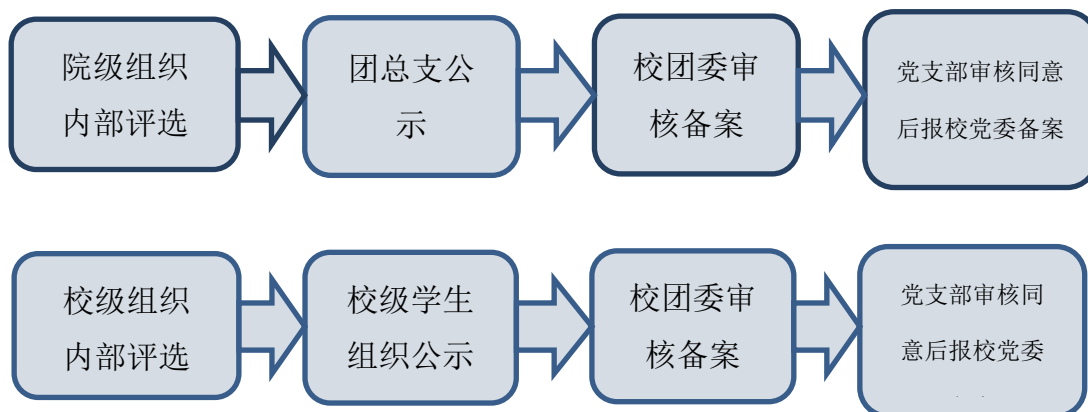 院级组织
内部评选
团总支公
示
校团委审
核备案
党支部审核同意
后报校党委备案
校级组织
内部评选
校级学生
组织公示
校团委审
核备案
党支部审核同
意后报校党委